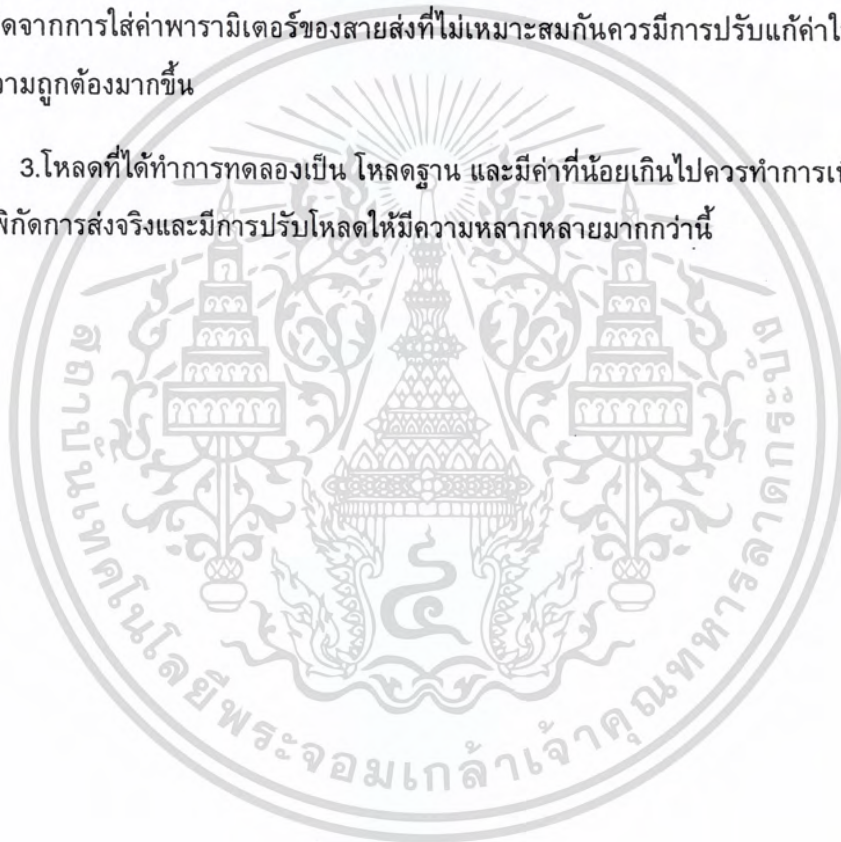 ดจากการใส่ค่าพารามิเตอร์ของสายส่งที่ไม่เหมาะสมกันควรมีการปรับแก้ค่าใ
วามถูกต้องมากขึ้น
3.โหลดที่ได้ทำการทดลองเป็น โหลดฐาน และมีค่าที่น้อยเกินไปควรทำการเ
พิกัดการส่งจริงและมีการปรับโหลดให้มีความหลากหลายมากกว่านี้
สถาบันเทคโนโลยีพระจอมเกล้าเจ้าคุณทหารลาดกระบัง